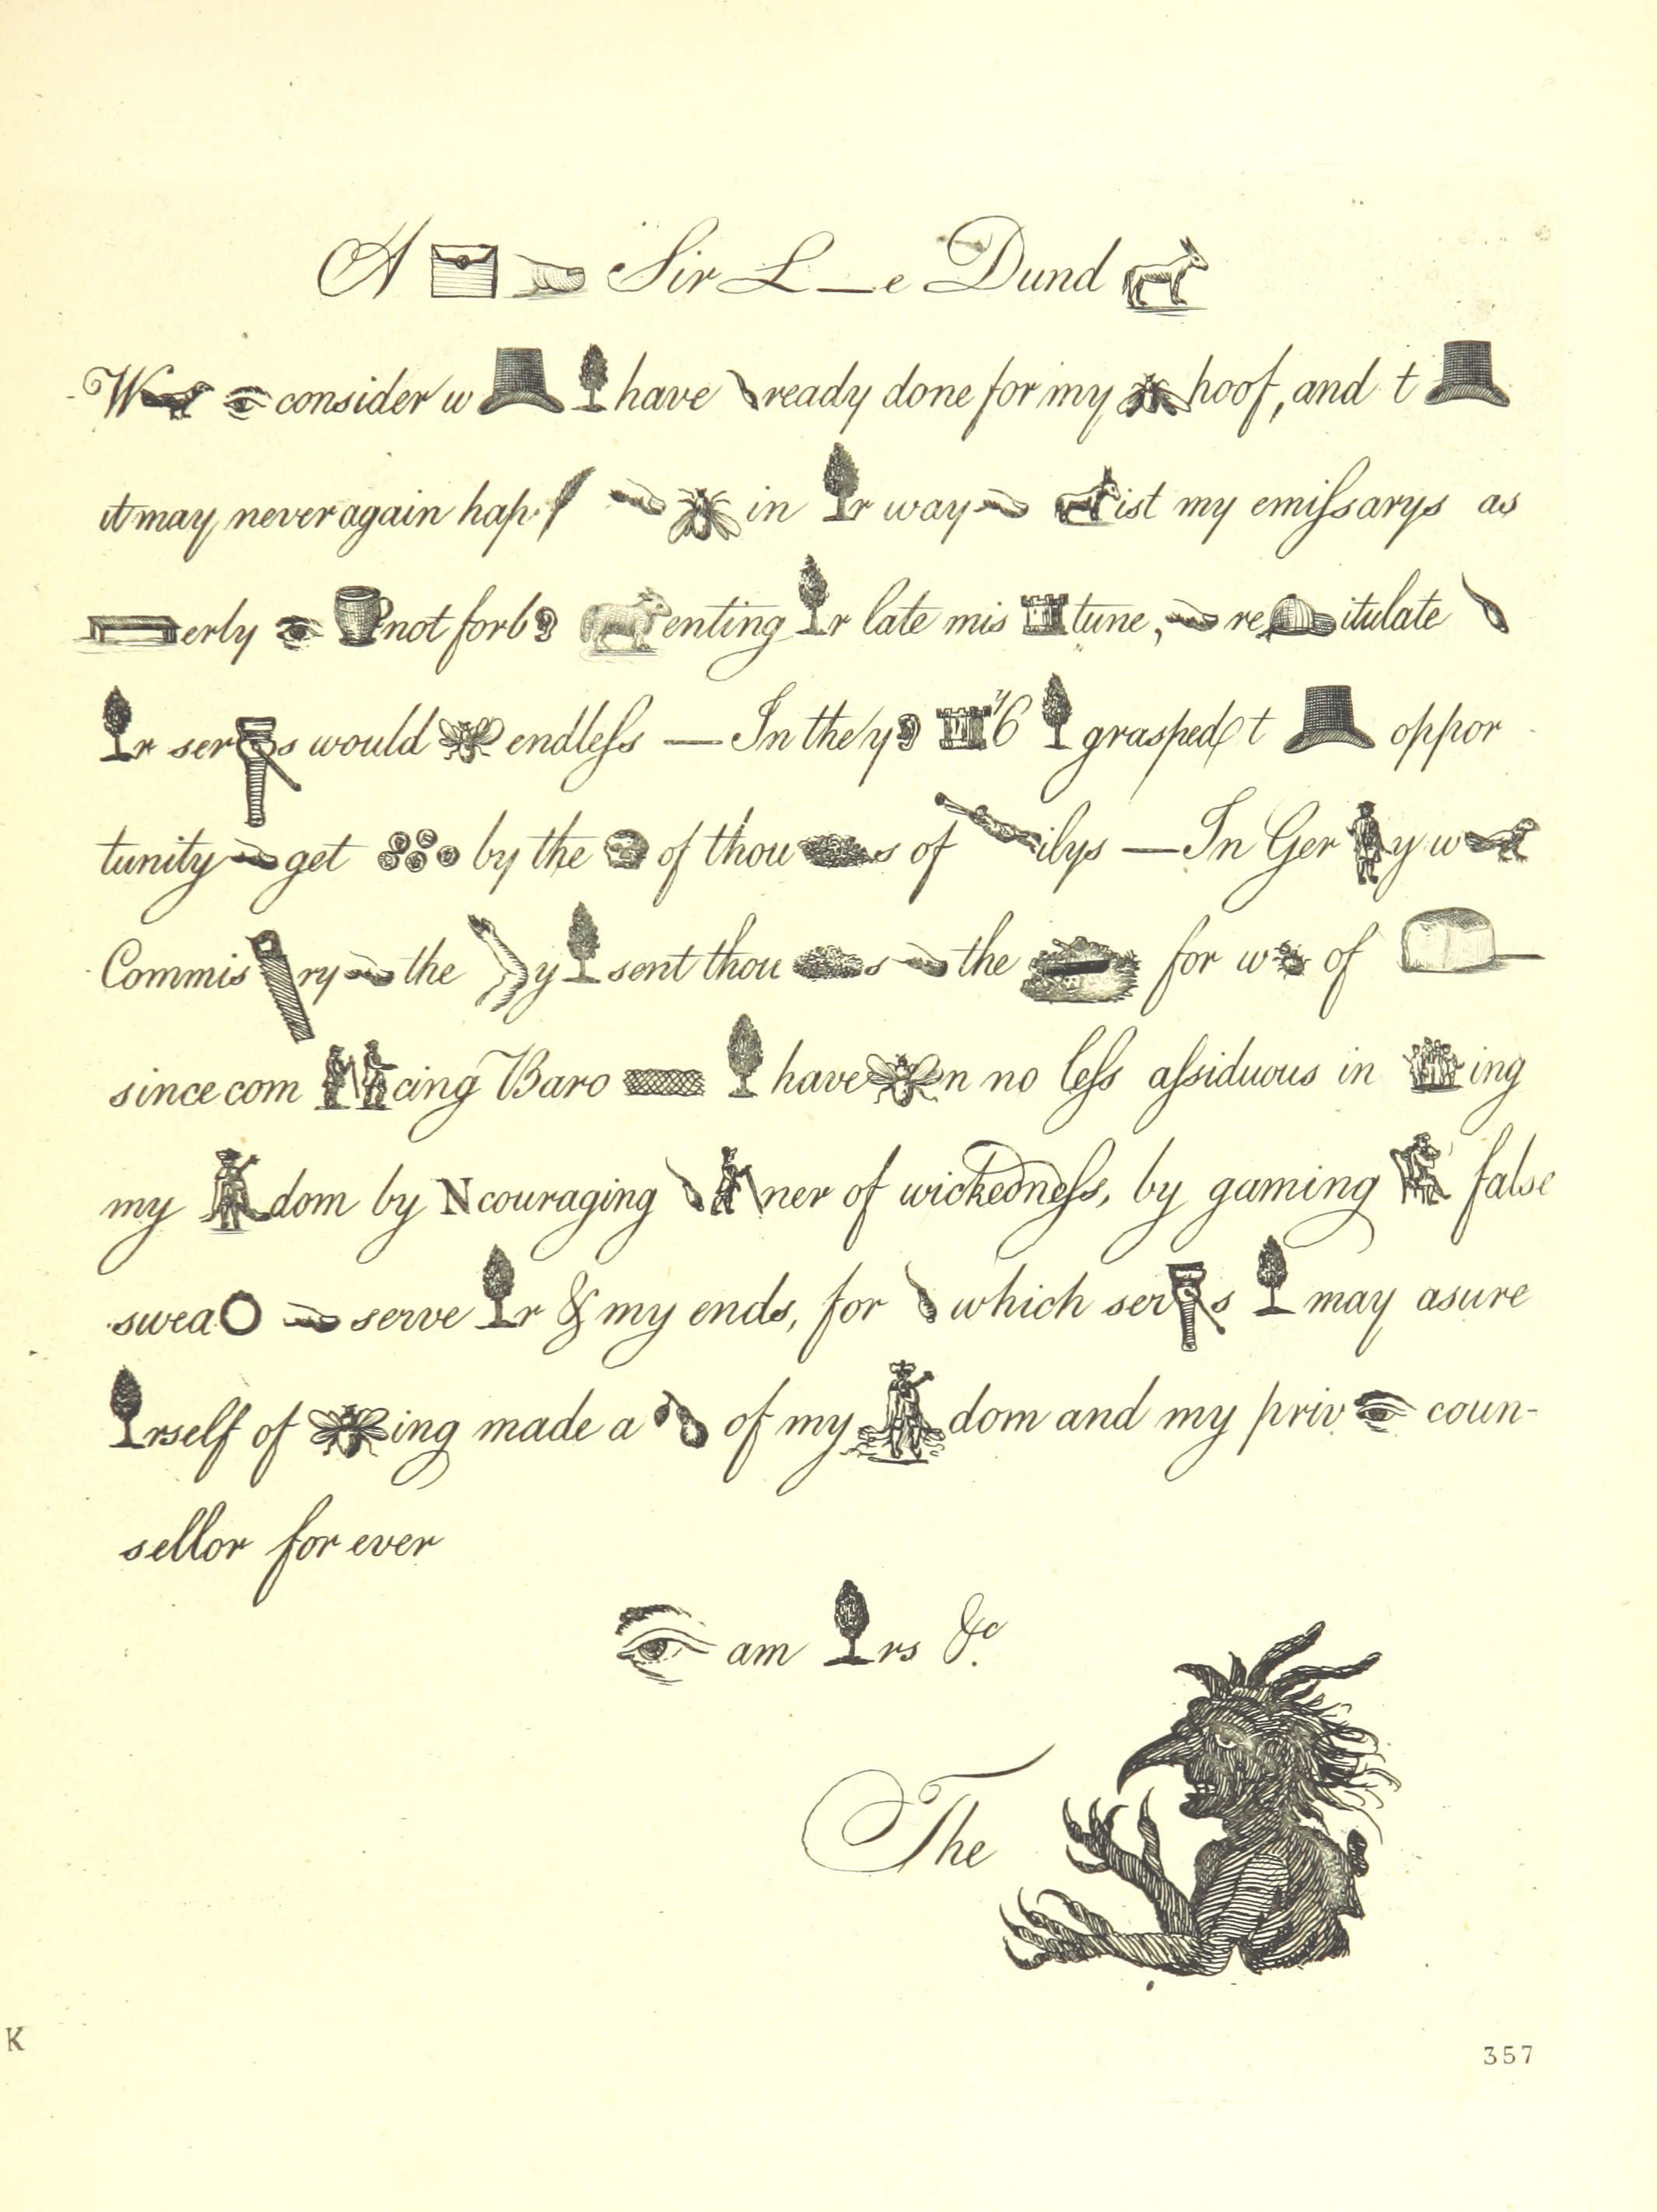 A Sir L—e Dund
W consider w have ready done for my hoof, and t
it may never again hap in r way ist my emifsarys as
erly not forb enting r late mis tune, re itulate
r ser s would endlefs — In the y '6 grasped t oppor
tunity get by the of thou s of ilys — In Ger y w
Commis ry the y sent thou s the for w of
since com cing Baro have n no lefs afsiduous in ing
my dom by Ncouraging ner of wickednefs, by gaming false
swea serve r & my ends, for which ser s may asure
rself of ing made a of my dom and my priv coun-
sellor for ever
am rs &c.
The
K
357